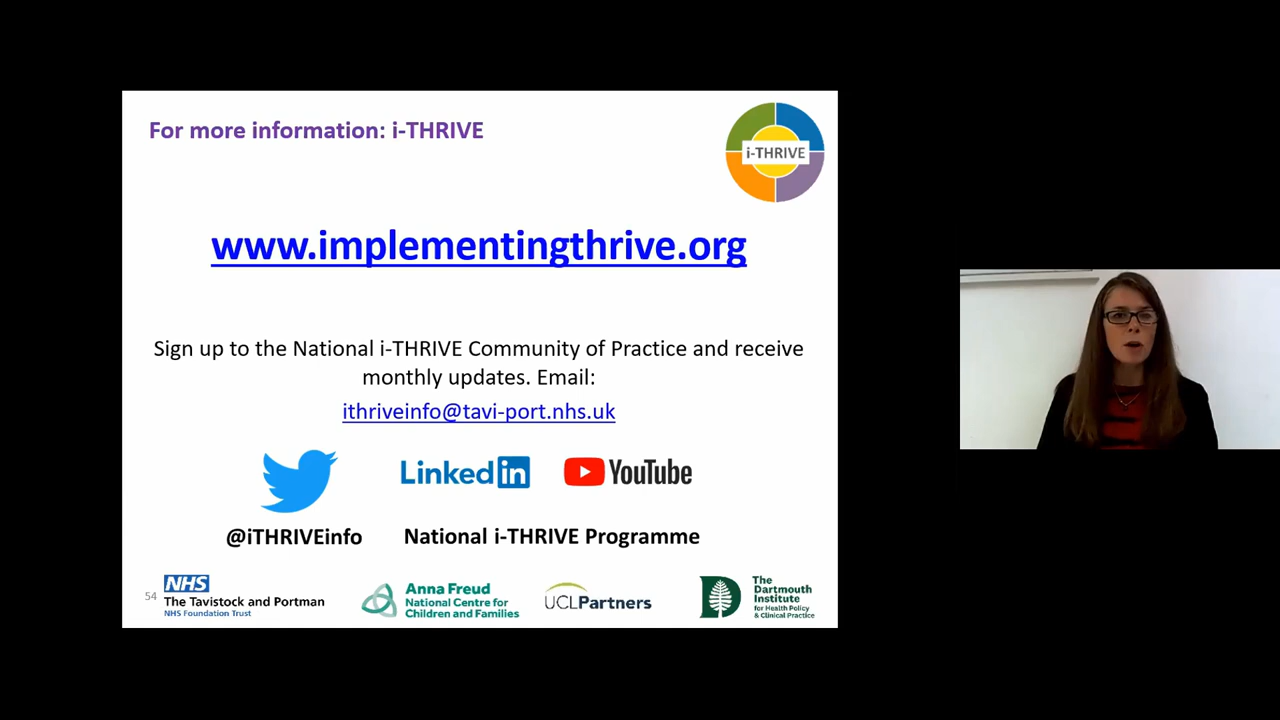 For more information: i-THRIVE
i-THRIVE
www.implementingthrive.org
Sign up to the National i-THRIVE Community of Practice and receive
monthly updates. Email:
ithriveinfo@tavi-port.nhs.uk
Linkedin
YouTube
@iTHRIVEinfo
National i-THRIVE Programme
54
NHS
The Tavistock and Portman
NHS Foundation Trust
Anna Freud
National Centre for
Children and Families
UCLPartners
The
Dartmouth
Institute
for Health Policy
& Clinical Practice